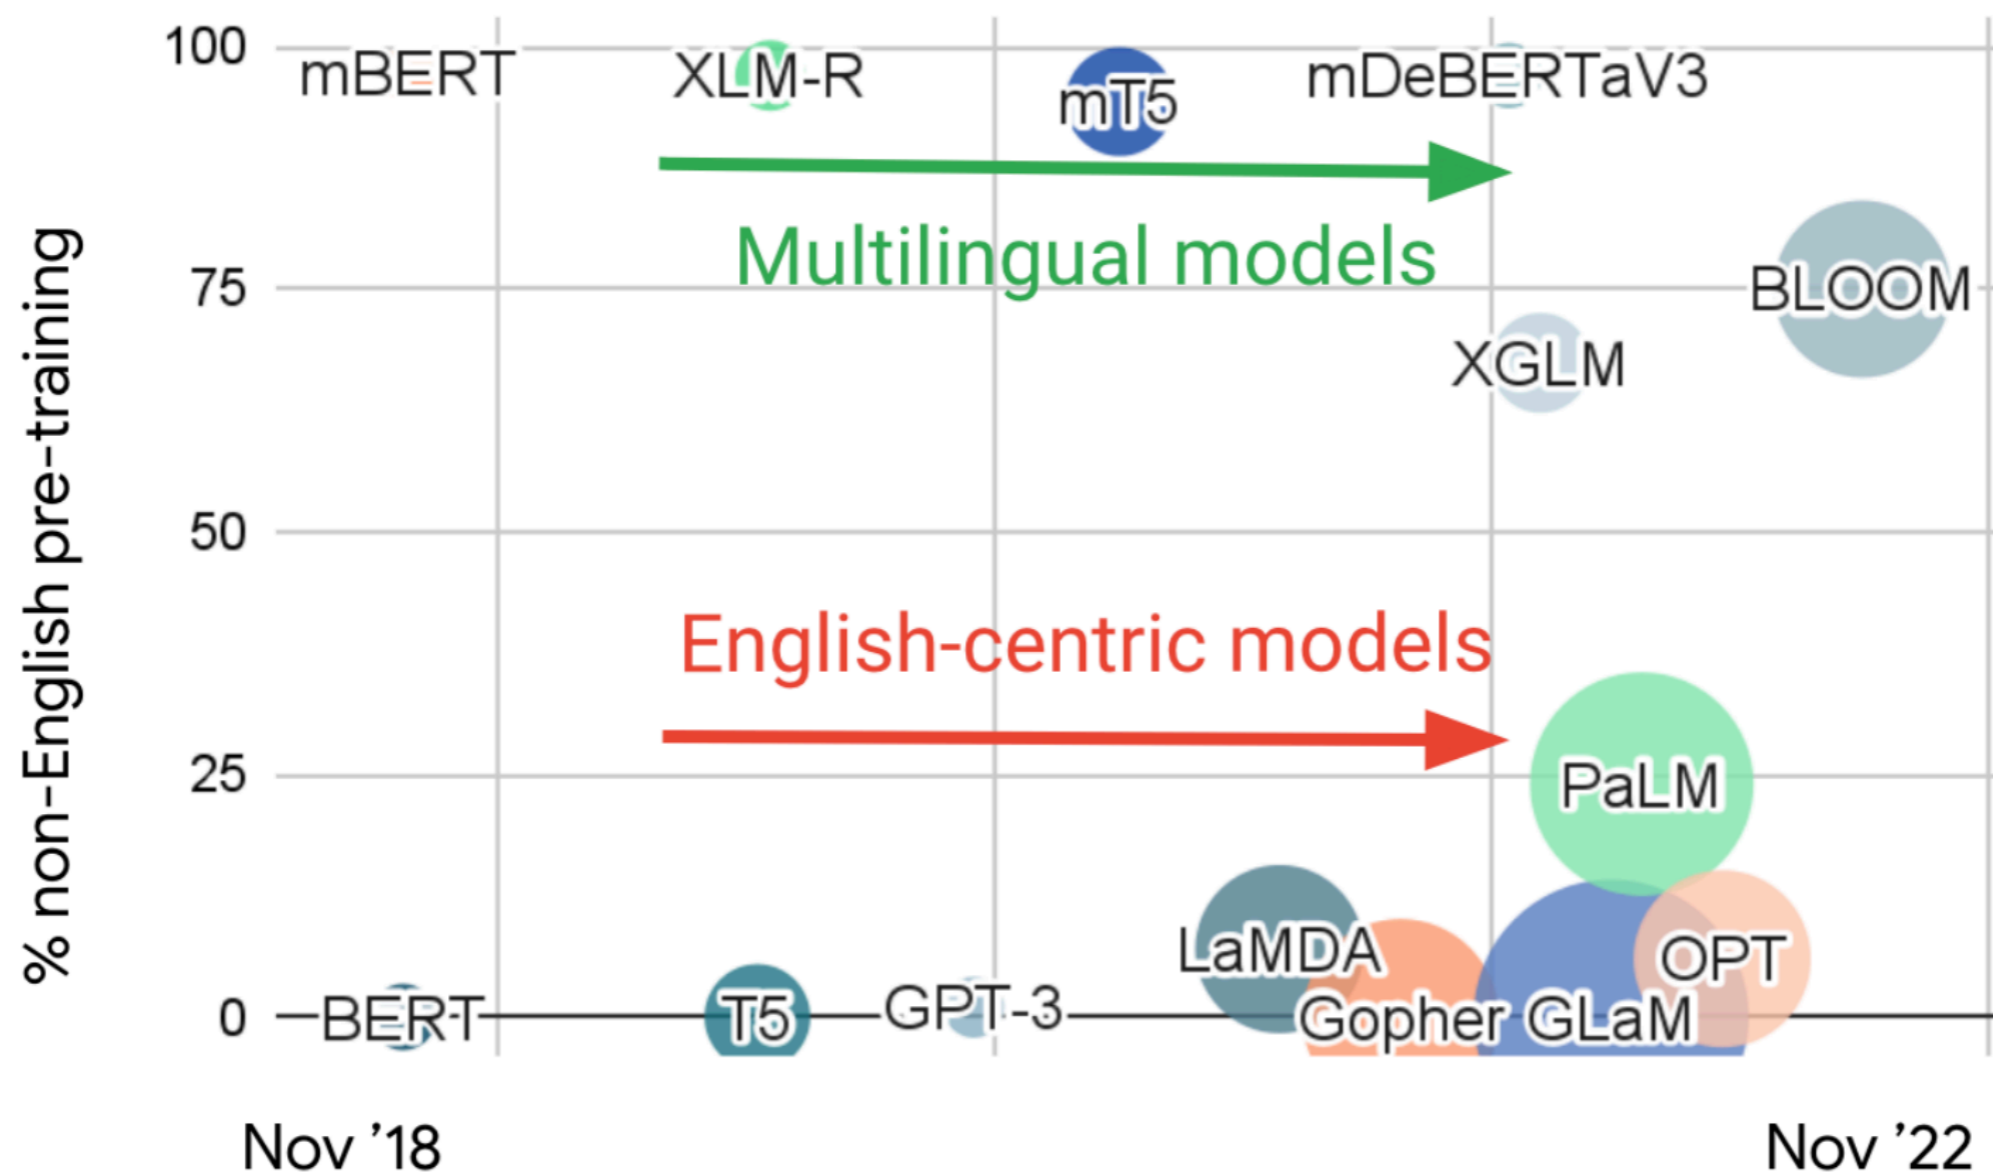 % non-English pre-training
100
75
50
25
0
mBERT
XLM-R
mT5
mDeBERTaV3
Multilingual models
BLOOM
XGLM
English-centric models
PaLM
LaMDA
OPT
BERT
T5
GPT-3
Gopher
GLaM
Nov ’18
Nov ’22